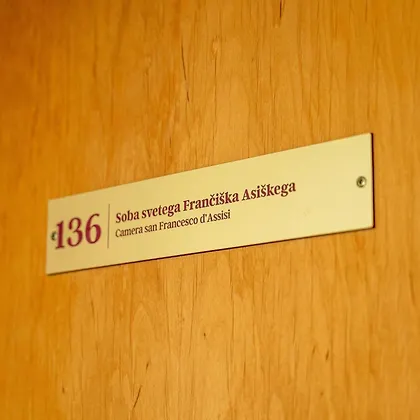 136
Soba svetega Frančiška Asiškega
Camera san Francesco d'Assisi